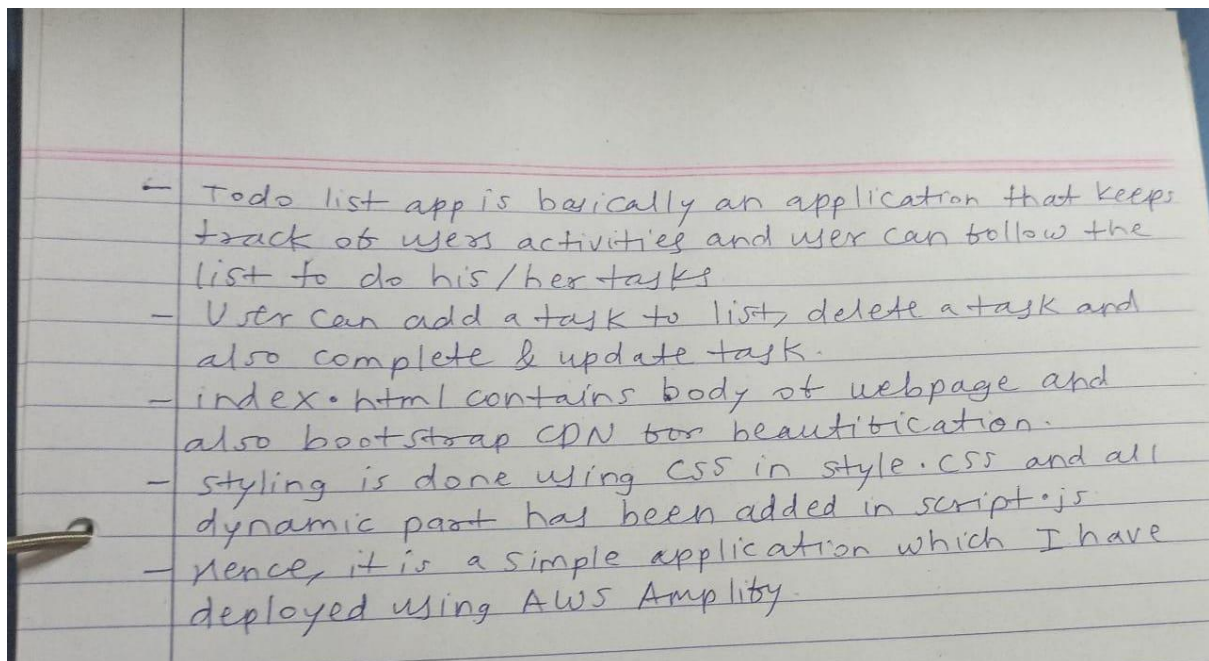 - Todo list app is basically an application that keeps
track of users activities and user can follow the
list to do his/her tasks
- User can add a task to list, delete a task and
also complete & update task.
- index.html contains body of webpage and
also bootstrap CDN for beautification.
- styling is done using CSS in style.css and all
dynamic part has been added in script.js
- Hence, it is a simple application which I have
deployed using AWS Amplify.